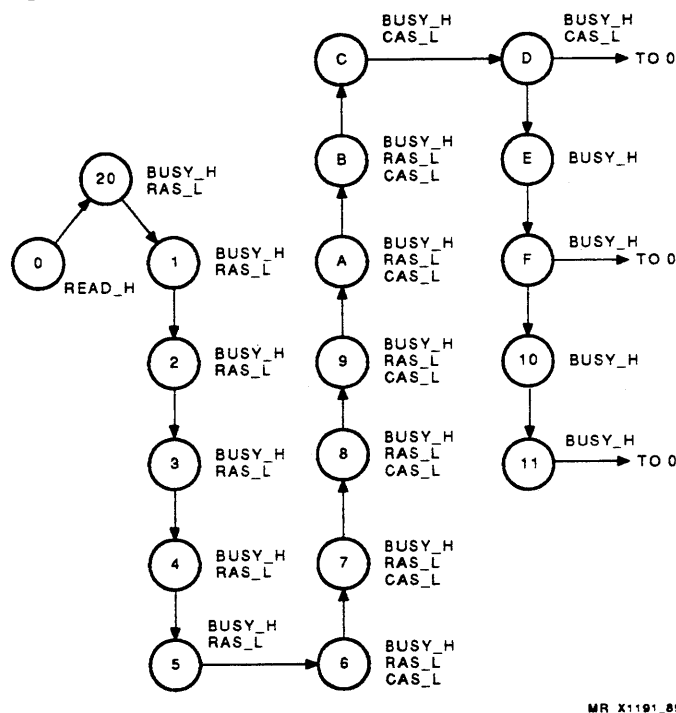 BUSY_H
CAS_L
C
D
BUSY_H
CAS_L
TO 0
B
BUSY_H
RAS_L
CAS_L
E
BUSY_H
20
BUSY_H
RAS_L
0
READ_H
1
BUSY_H
RAS_L
A
BUSY_H
RAS_L
CAS_L
F
BUSY_H
TO 0
2
BUSY_H
RAS_L
9
BUSY_H
RAS_L
CAS_L
10
BUSY_H
3
BUSY_H
RAS_L
8
BUSY_H
RAS_L
CAS_L
11
BUSY_H
TO 0
4
BUSY_H
RAS_L
7
BUSY_H
RAS_L
CAS_L
5
BUSY_H
RAS_L
6
BUSY_H
RAS_L
CAS_L